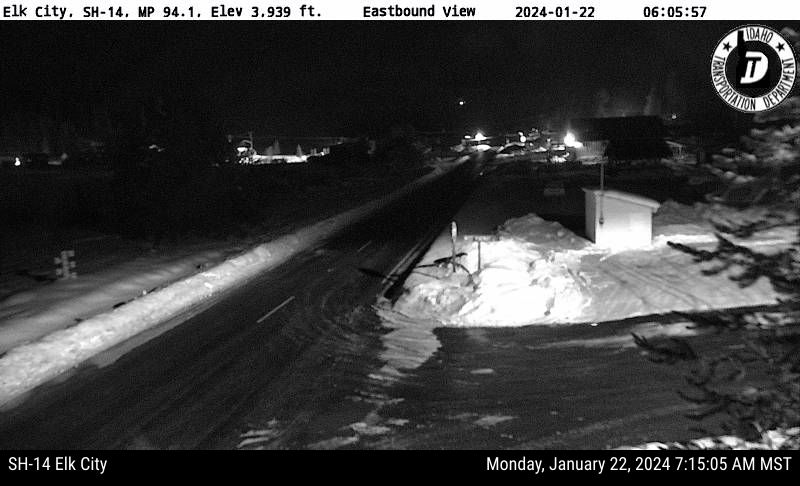 Elk City, SH-14, MP 94.1, Elev 3,939 ft. Eastbound View 2024-01-22 06:05:57
IDAHO
TRANSPORTATION DEPARTMENT
SH-14 Elk City Monday, January 22, 2024 7:15:05 AM MST